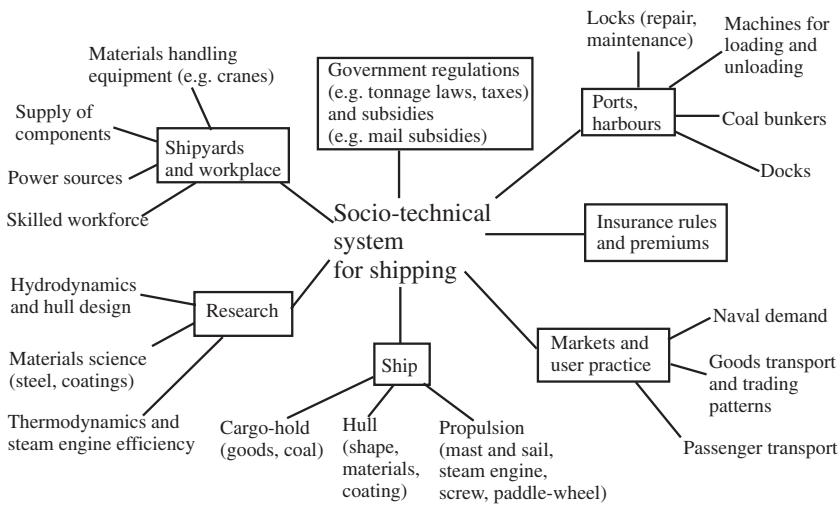 Materials handling
equipment (e.g. cranes)
Supply of
components
Shipyards
and workplace
Power sources
Skilled workforce
Government regulations
(e.g. tonnage laws, taxes)
and subsidies
(e.g. mail subsidies)
Locks (repair,
maintenance)
Machines for
loading and
unloading
Ports,
harbours
Coal bunkers
Docks
Socio-technical
system
for shipping
Insurance rules
and premiums
Hydrodynamics
and hull design
Research
Materials science
(steel, coatings)
Thermodynamics and
steam engine efficiency
Ship
Cargo-hold
(goods, coal)
Hull
(shape,
materials,
coating)
Propulsion
(mast and sail,
steam engine,
screw, paddle-wheel)
Markets and
user practice
Naval demand
Goods transport
and trading
patterns
Passenger transport